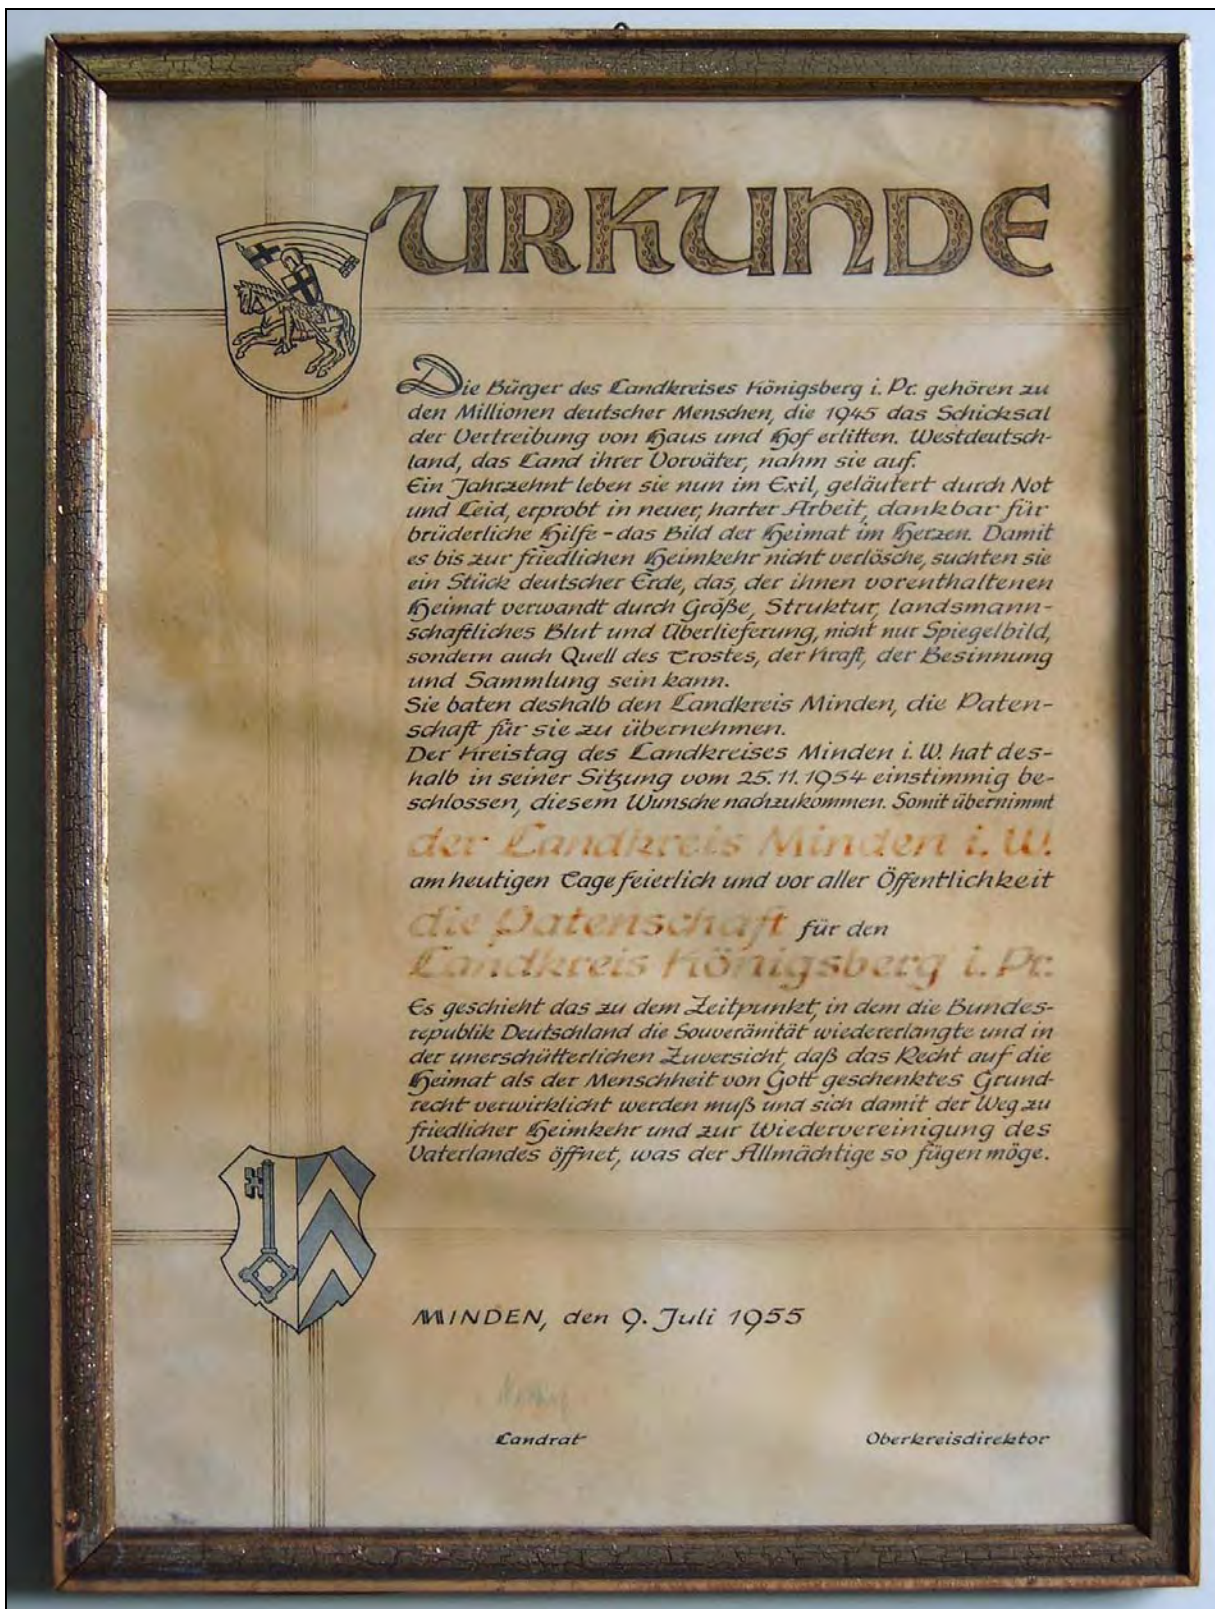 URKUNDE
Die Bürger des Landkreises Königsberg i. Pr. gehören zu
den Millionen deutscher Menschen, die 1945 das Schicksal
der Vertreibung von Haus und Hof erlitten. Westdeutsch-
land, das Land ihrer Vorväter, nahm sie auf.
Ein Jahrzehnt leben sie nun im Exil, geläutert durch Not
und Leid, erprobt in neuer, harter Arbeit, dankbar für
brüderliche Hilfe - das Bild der Heimat im Herzen. Damit
es bis zur friedlichen Heimkehr nicht verlösche, suchten sie
ein Stück deutscher Erde, das, der ihnen vorenthaltenen
Heimat verwandt durch Größe, Struktur, landsmann-
schaftliches Blut und Überlieferung, nicht nur Spiegelbild,
sondern auch Quell des Trostes, der Kraft, der Besinnung
und Sammlung sein kann.
Sie baten deshalb den Landkreis Minden, die Paten-
schaft für sie zu übernehmen.
Der Kreistag des Landkreises Minden i. W. hat des-
halb in seiner Sitzung vom 25. 11. 1954 einstimmig be-
schlossen, diesem Wunsche nachzukommen. Somit übernimmt
der Landkreis Minden i. W.
am heutigen Tage feierlich und vor aller Öffentlichkeit
die Patenschaft für den
Landkreis Königsberg i. Pr.
Es geschieht das zu dem Zeitpunkt, in dem die Bundes-
republik Deutschland die Souveränität wiedererlangte und in
der unerschütterlichen Zuversicht, daß das Recht auf die
Heimat als der Menschheit von Gott geschenktes Grund-
recht verwirklicht werden muß und sich damit der Weg zu
friedlicher Heimkehr und zur Wiedervereinigung des
Vaterlandes öffnet, was der Allmächtige so fügen möge.
MINDEN, den 9. Juli 1955
Landrat
Oberkreisdirektor